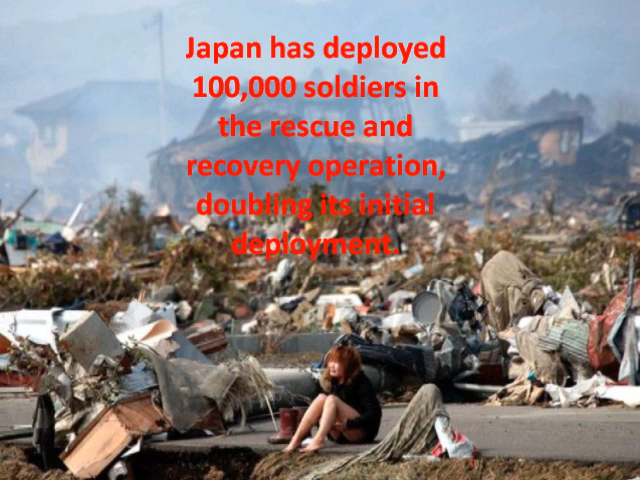 Japan has deployed
100,000 soldiers in
the rescue and
recovery operation,
doubling its initial
deployment.